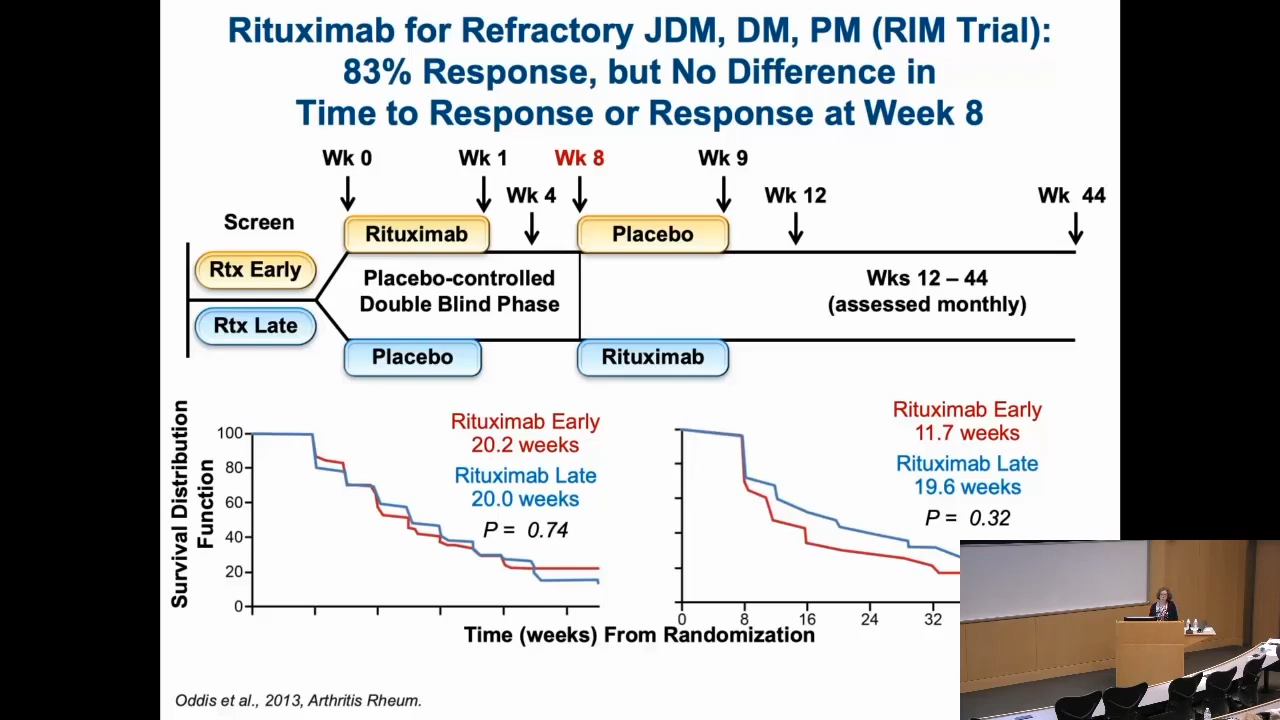 Rituximab for Refractory JDM, DM, PM (RIM Trial):
83% Response, but No Difference in
Time to Response or Response at Week 8
Wk 0
Wk 1
Wk 8
Wk 9
Wk 4
Wk 12
Wk 44
Screen
Rituximab
Placebo
Rtx Early
Placebo-controlled
Double Blind Phase
Wks 12 – 44
(assessed monthly)
Rtx Late
Placebo
Rituximab
Survival Distribution
Function
100
80
60
40
20
0
Rituximab Early
20.2 weeks
Rituximab Late
20.0 weeks
P = 0.74
Rituximab Early
11.7 weeks
Rituximab Late
19.6 weeks
P = 0.32
0 8 16 24 32
Time (weeks) From Randomization
Oddis et al., 2013, Arthritis Rheum.